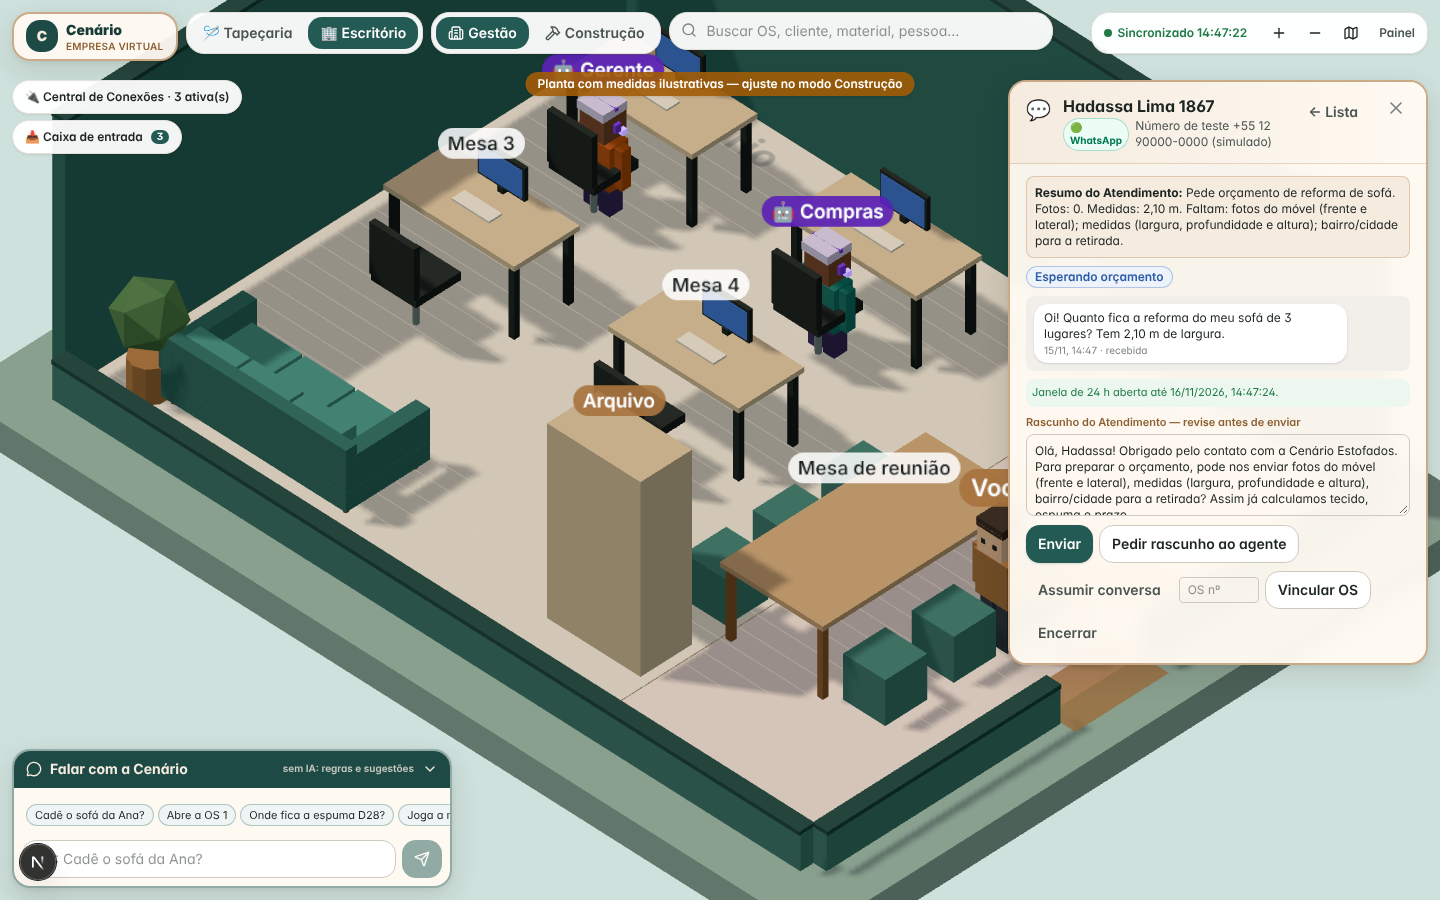 C
Cenário
EMPRESA VIRTUAL
Tapeçaria
Escritório
Gestão
Construção
Buscar OS, cliente, material, pessoa...
Sincronizado 14:47:22
Painel
Central de Conexões · 3 ativa(s)
Caixa de entrada 3
Gerente
Planta com medidas ilustrativas — ajuste no modo Construção
Mesa 3
Compras
Mesa 4
Arquivo
Mesa de reunião
Hadassa Lima 1867
← Lista
WhatsApp
Número de teste +55 12
90000-0000 (simulado)
Resumo do Atendimento: Pede orçamento de reforma de sofá.
Fotos: 0. Medidas: 2,10 m. Faltam: fotos do móvel (frente e
lateral); medidas (largura, profundidade e altura); bairro/cidade
para a retirada.
Esperando orçamento
Oi! Quanto fica a reforma do meu sofá de 3
lugares? Tem 2,10 m de largura.
15/11, 14:47 · recebida
Janela de 24 h aberta até 16/11/2026, 14:47:24.
Rascunho do Atendimento — revise antes de enviar
Olá, Hadassa! Obrigado pelo contato com a Cenário Estofados.
Para preparar o orçamento, pode nos enviar fotos do móvel
(frente e lateral), medidas (largura, profundidade e altura),
bairro/cidade para a retirada? Assim já calculamos tecido,
espuma e prazo.
Enviar
Pedir rascunho ao agente
Assumir conversa
OS nº
Vincular OS
Encerrar
Falar com a Cenário
sem IA: regras e sugestões
Cadê o sofá da Ana?
Abre a OS 1
Onde fica a espuma D28?
Joga a
Cadê o sofá da Ana?
N